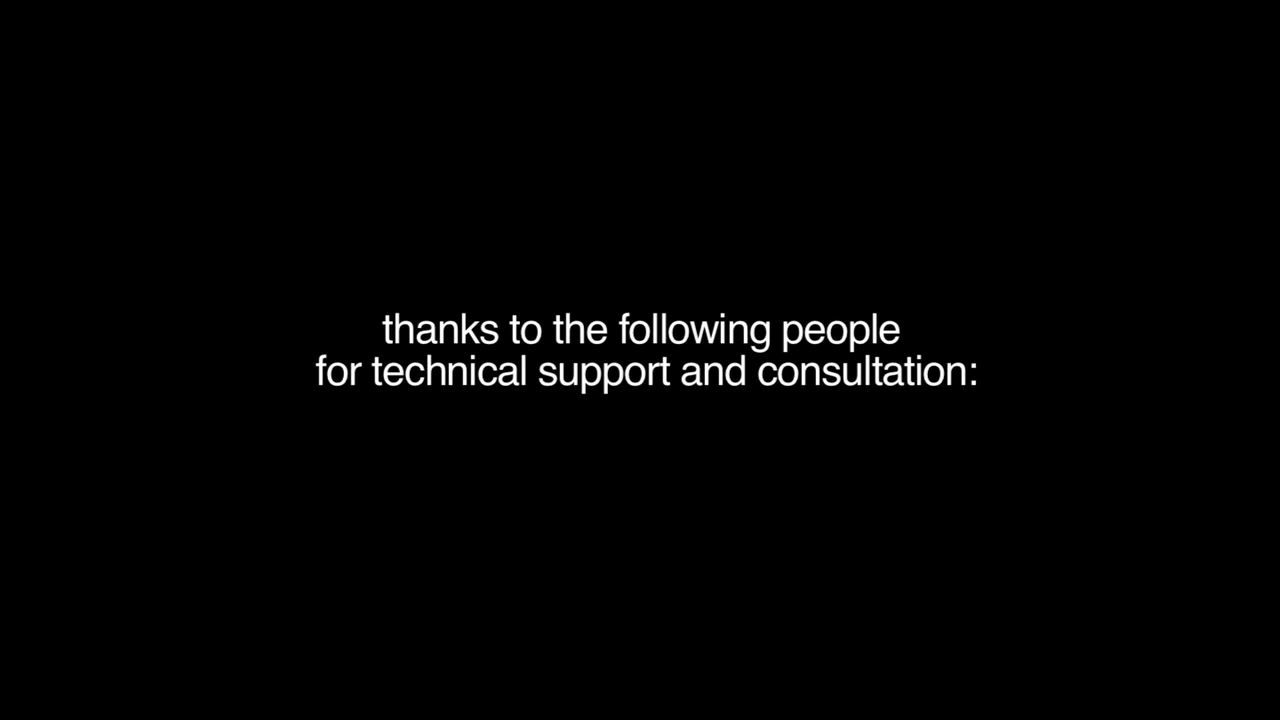 thanks to the following people
for technical support and consultation: